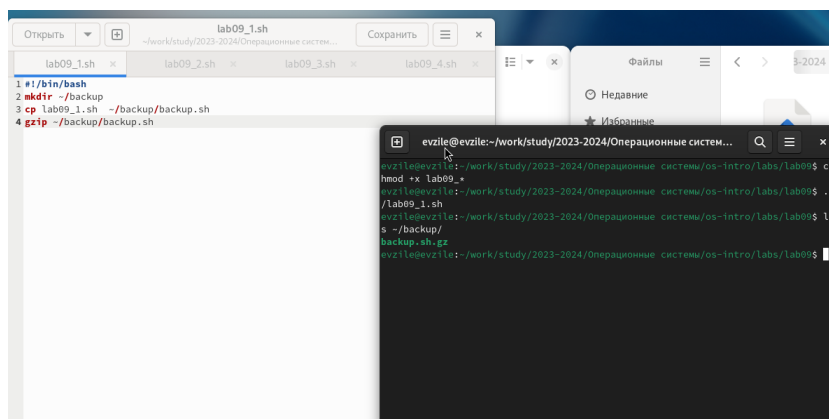 Открыть
lab09_1.sh
~/work/study/2023-2024/Операционные систем...
Сохранить
lab09_1.sh
lab09_2.sh
lab09_3.sh
lab09_4.sh
1 #!/bin/bash
2 mkdir ~/backup
3 cp lab09_1.sh  ~/backup/backup.sh
4 gzip ~/backup/backup.sh
Файлы
3-2024
Недавние
Избранные
evzile@evzile:~/work/study/2023-2024/Операционные систем...
evzile@evzile:~/work/study/2023-2024/Операционные системы/os-intro/labs/lab09$ c
hmod +x lab09_*
evzile@evzile:~/work/study/2023-2024/Операционные системы/os-intro/labs/lab09$ .
/lab09_1.sh
evzile@evzile:~/work/study/2023-2024/Операционные системы/os-intro/labs/lab09$ l
s ~/backup/
backup.sh.gz
evzile@evzile:~/work/study/2023-2024/Операционные системы/os-intro/labs/lab09$